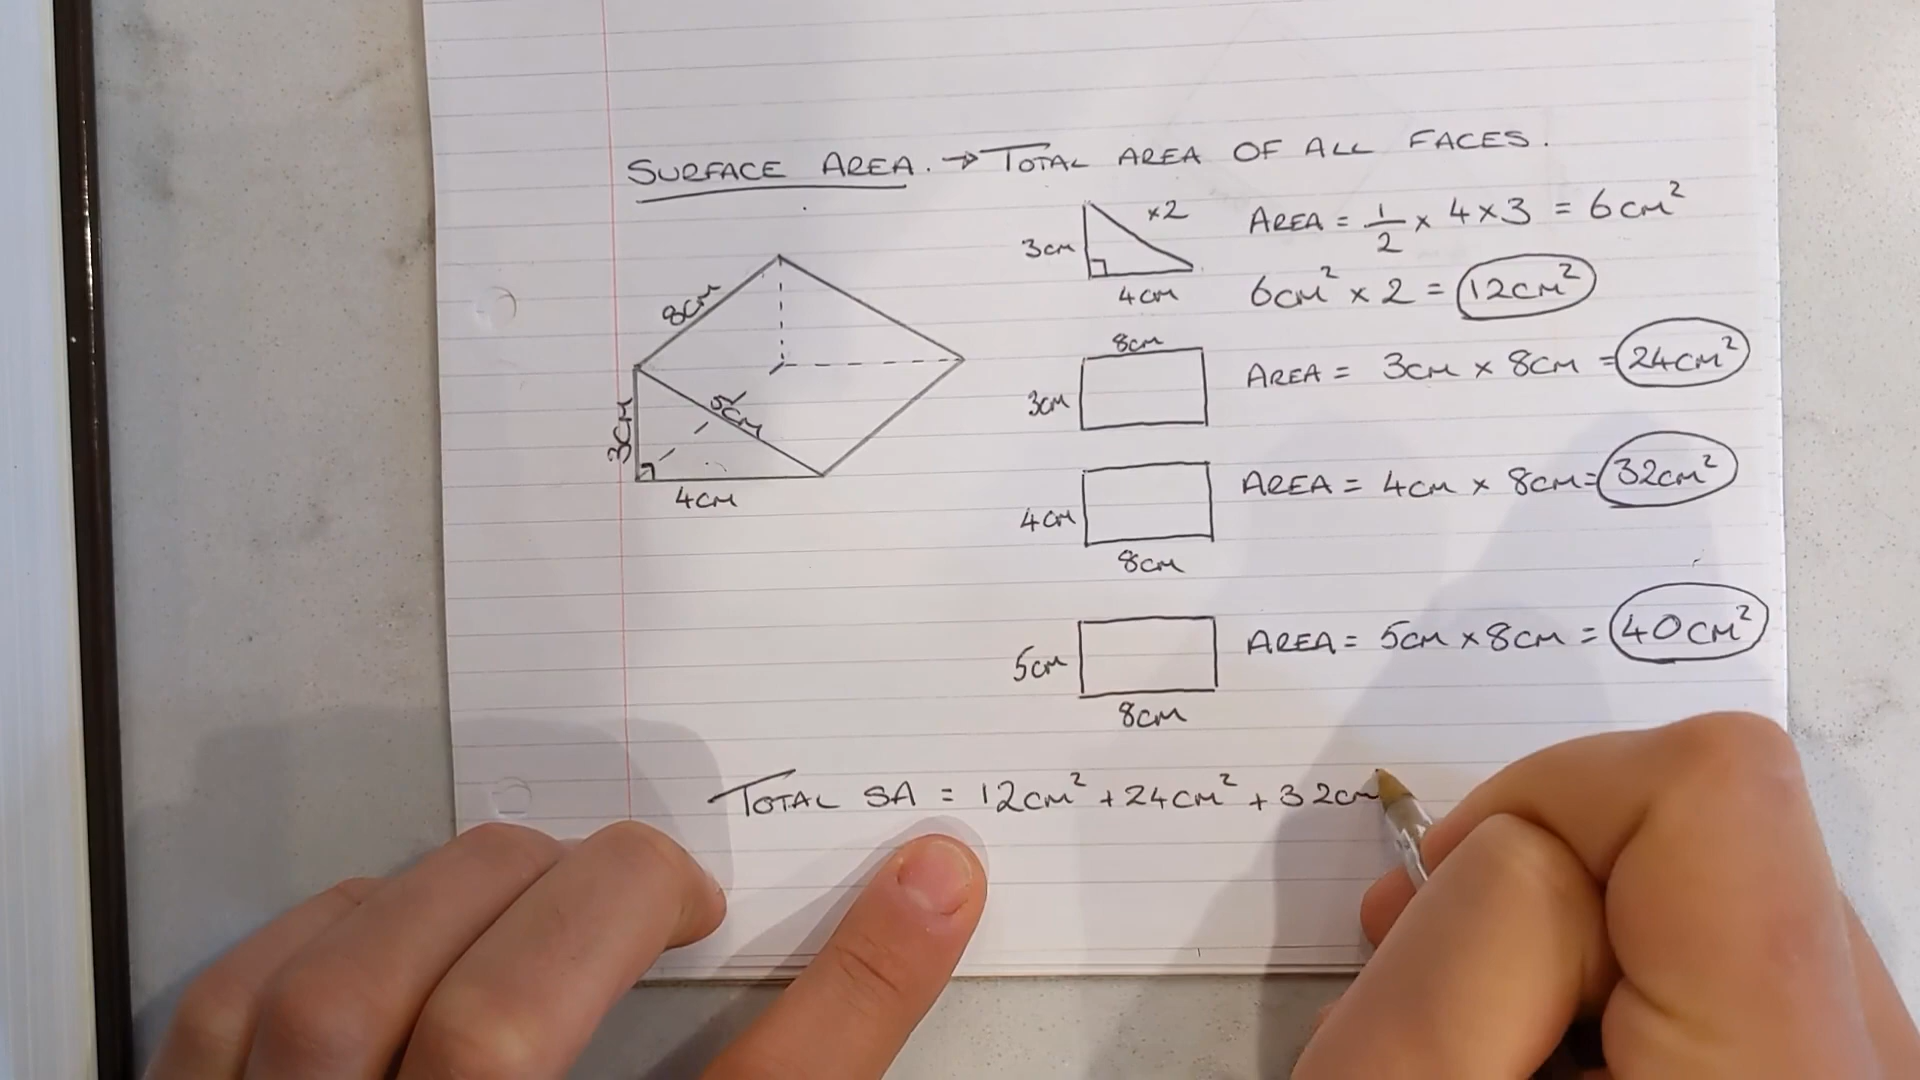 SURFACE AREA. → TOTAL AREA OF ALL FACES.
8cm
3cm
5cm
4cm
×2
3cm
4cm
AREA = 1/2 × 4 × 3 = 6cm²
6cm² × 2 = 12cm²
8cm
3cm
AREA = 3cm × 8cm = 24cm²
4cm
8cm
AREA = 4cm × 8cm = 32cm²
5cm
8cm
AREA = 5cm × 8cm = 40cm²
TOTAL SA = 12cm² + 24cm² + 32cm